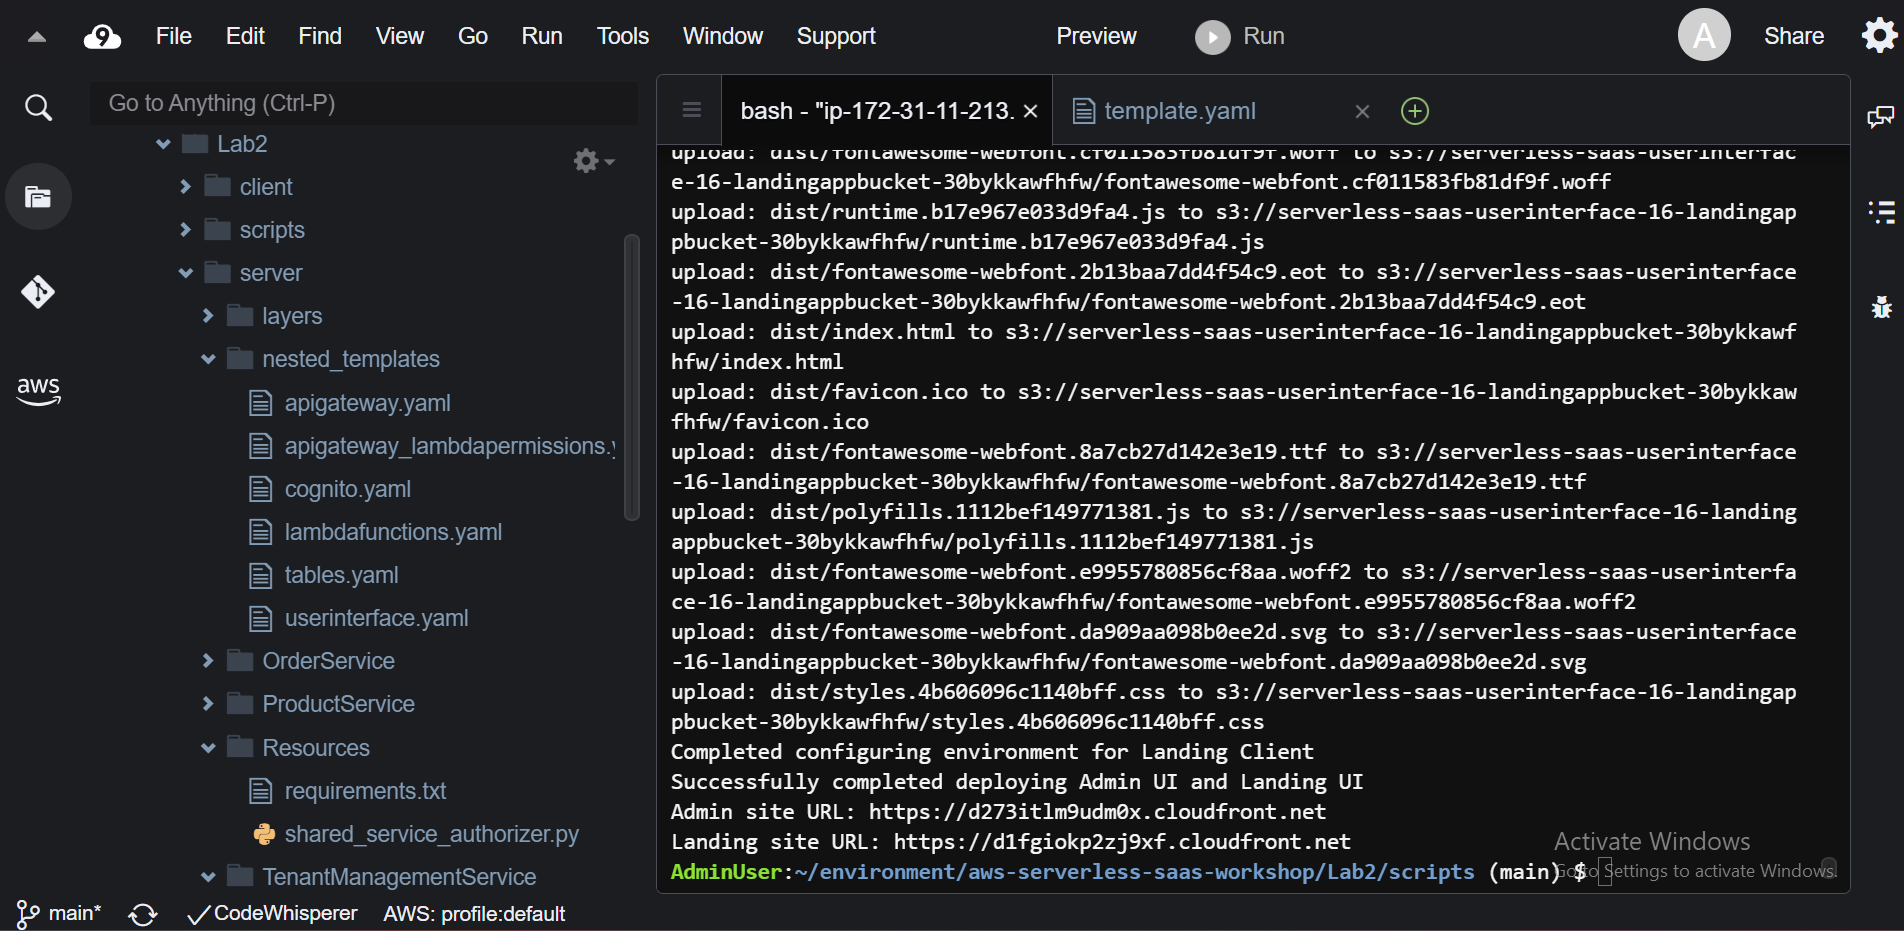 File Edit Find View Go Run Tools Window Support Preview Run A Share
Go to Anything (Ctrl-P)
Lab2
client
scripts
server
layers
nested_templates
apigateway.yaml
apigateway_lambdapermissions.y
cognito.yaml
lambdafunctions.yaml
tables.yaml
userinterface.yaml
OrderService
ProductService
Resources
requirements.txt
shared_service_authorizer.py
TenantManagementService
aws
bash - "ip-172-31-11-213.
template.yaml
upload: dist/fontawesome-webfont.cf011583fb81df9f.woff to s3://serverless-saas-userinterfac
e-16-landingappbucket-30bykkawfhfw/fontawesome-webfont.cf011583fb81df9f.woff
upload: dist/runtime.b17e967e033d9fa4.js to s3://serverless-saas-userinterface-16-landingap
pbucket-30bykkawfhfw/runtime.b17e967e033d9fa4.js
upload: dist/fontawesome-webfont.2b13baa7dd4f54c9.eot to s3://serverless-saas-userinterface
-16-landingappbucket-30bykkawfhfw/fontawesome-webfont.2b13baa7dd4f54c9.eot
upload: dist/index.html to s3://serverless-saas-userinterface-16-landingappbucket-30bykkawf
hfw/index.html
upload: dist/favicon.ico to s3://serverless-saas-userinterface-16-landingappbucket-30bykkaw
fhfw/favicon.ico
upload: dist/fontawesome-webfont.8a7cb27d142e3e19.ttf to s3://serverless-saas-userinterface
-16-landingappbucket-30bykkawfhfw/fontawesome-webfont.8a7cb27d142e3e19.ttf
upload: dist/polyfills.1112bef149771381.js to s3://serverless-saas-userinterface-16-landing
appbucket-30bykkawfhfw/polyfills.1112bef149771381.js
upload: dist/fontawesome-webfont.e9955780856cf8aa.woff2 to s3://serverless-saas-userinterfa
ce-16-landingappbucket-30bykkawfhfw/fontawesome-webfont.e9955780856cf8aa.woff2
upload: dist/fontawesome-webfont.da909aa098b0ee2d.svg to s3://serverless-saas-userinterface
-16-landingappbucket-30bykkawfhfw/fontawesome-webfont.da909aa098b0ee2d.svg
upload: dist/styles.4b606096c1140bff.css to s3://serverless-saas-userinterface-16-landingap
pbucket-30bykkawfhfw/styles.4b606096c1140bff.css
Completed configuring environment for Landing Client
Successfully completed deploying Admin UI and Landing UI
Admin site URL: https://d273itlm9udm0x.cloudfront.net
Landing site URL: https://d1fgiokp2zj9xf.cloudfront.net
AdminUser:~/environment/aws-serverless-saas-workshop/Lab2/scripts (main) $
Activate Windows
Go to Settings to activate Windows.
main* CodeWhisperer AWS: profile:default